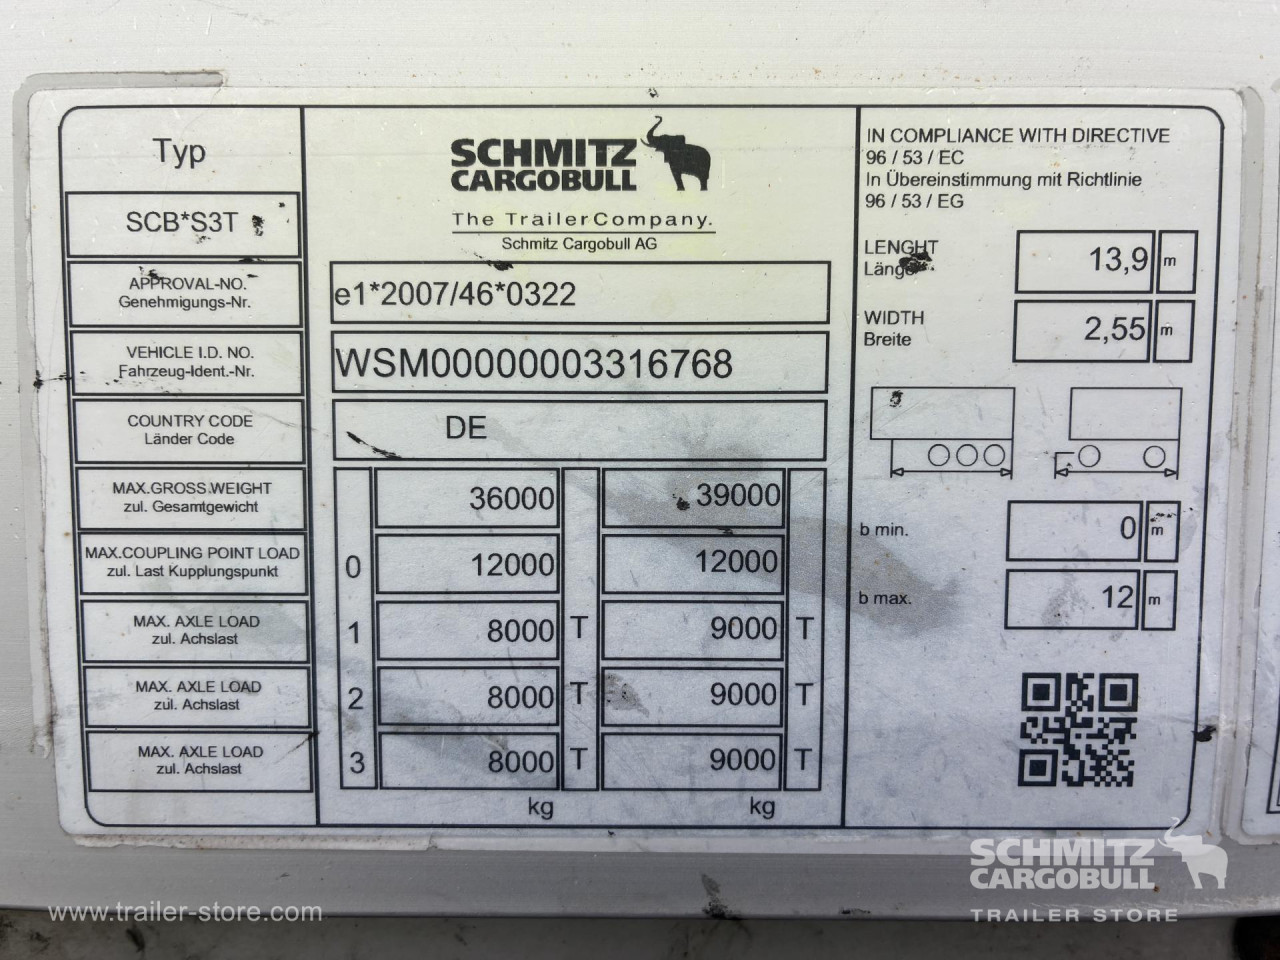 Typ
SCB*S3T
APPROVAL-NO.
Genehmigungs-Nr.
VEHICLE I.D. NO.
Fahrzeug-Ident.-Nr.
COUNTRY CODE
Länder Code
MAX.GROSS WEIGHT
zul. Gesamtgewicht
MAX.COUPLING POINT LOAD
zul. Last Kupplungspunkt
MAX. AXLE LOAD
zul. Achslast
MAX. AXLE LOAD
zul. Achslast
MAX. AXLE LOAD
zul. Achslast
SCHMITZ
CARGOBULL
The TrailerCompany.
Schmitz Cargobull AG
e1*2007/46*0322
WSM00000003316768
DE
36000 39000
0 12000 12000
1 8000 T 9000 T
2 8000 T 9000 T
3 8000 T 9000 T
kg kg
IN COMPLIANCE WITH DIRECTIVE
96 / 53 / EC
In Übereinstimmung mit Richtlinie
96 / 53 / EG
LENGHT
Länge
13,9 m
WIDTH
Breite
2,55 m
b min. 0 m
b max. 12 m
SCHMITZ
CARGOBULL
TRAILER STORE
www.trailer-store.com